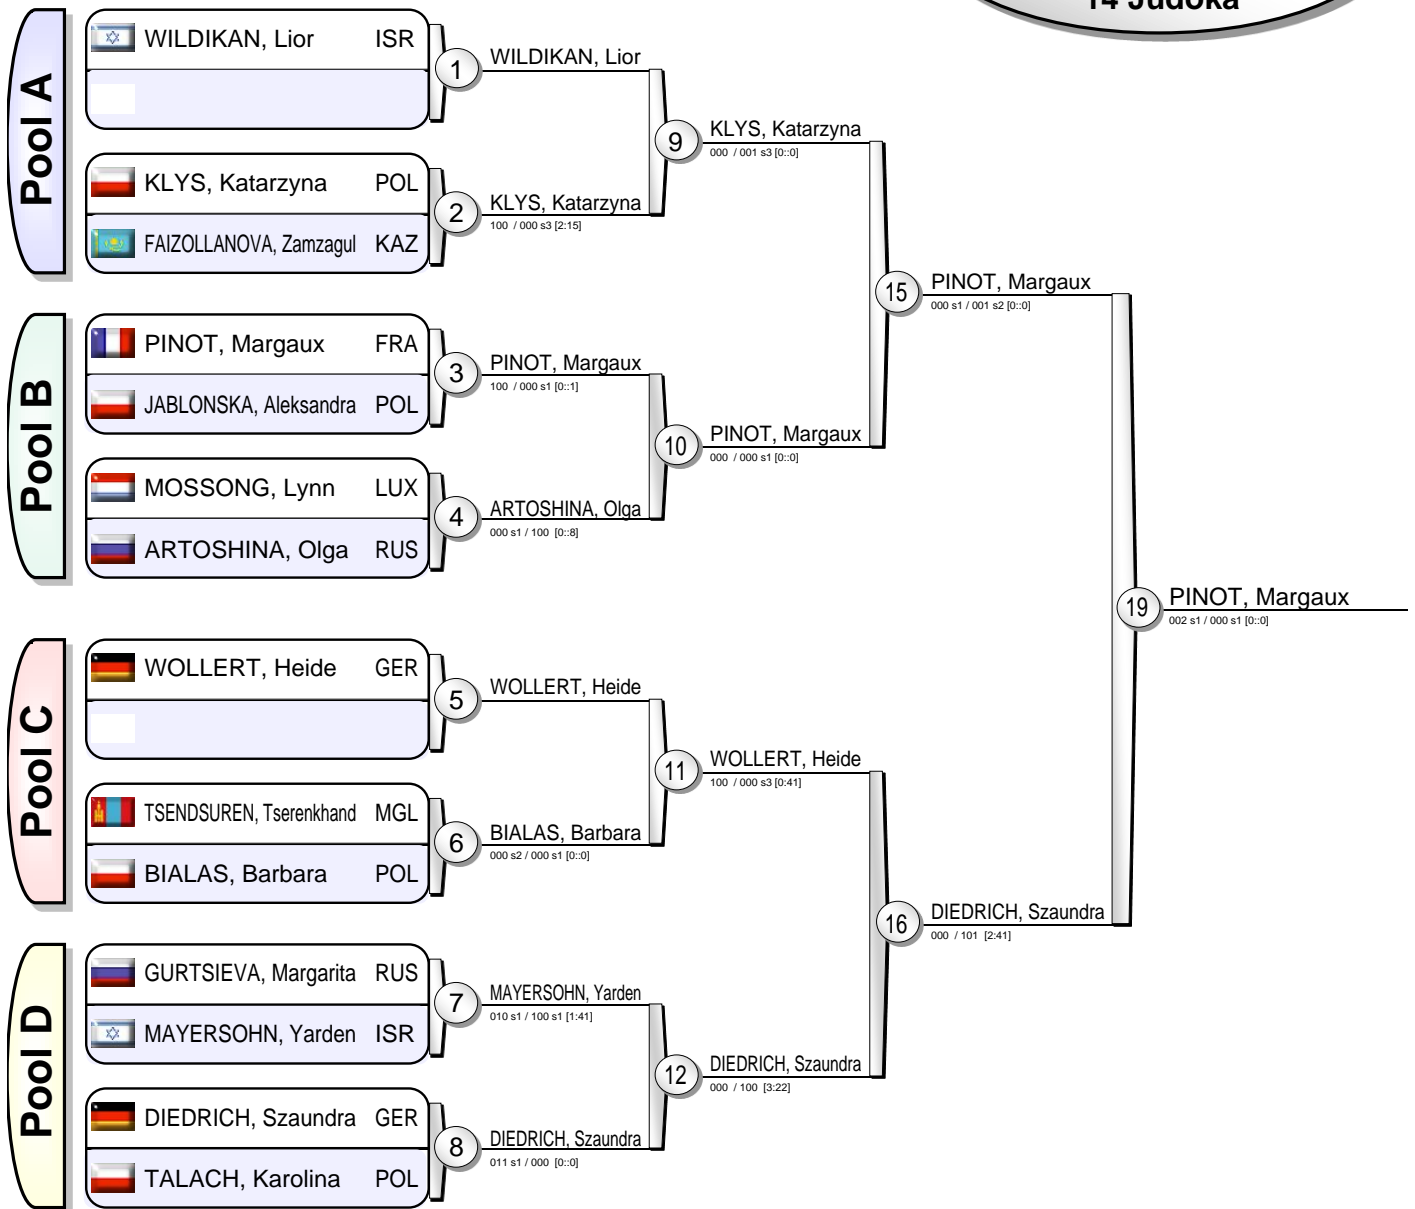 14 Judoka
Pool A
WILDIKAN, Lior ISR
1
WILDIKAN, Lior
KLYS, Katarzyna POL
FAIZOLLANOVA, Zamzagul KAZ
2
KLYS, Katarzyna
100 / 000 s3 [2:15]
9
KLYS, Katarzyna
000 / 001 s3 [0::0]
Pool B
PINOT, Margaux FRA
JABLONSKA, Aleksandra POL
3
PINOT, Margaux
100 / 000 s1 [0::1]
MOSSONG, Lynn LUX
ARTOSHINA, Olga RUS
4
ARTOSHINA, Olga
000 s1 / 100 [0::8]
10
PINOT, Margaux
000 / 000 s1 [0::0]
15
PINOT, Margaux
000 s1 / 001 s2 [0::0]
Pool C
WOLLERT, Heide GER
5
WOLLERT, Heide
TSENDSUREN, Tserenkhand MGL
BIALAS, Barbara POL
6
BIALAS, Barbara
000 s2 / 000 s1 [0::0]
11
WOLLERT, Heide
100 / 000 s3 [0:41]
Pool D
GURTSIEVA, Margarita RUS
MAYERSOHN, Yarden ISR
7
MAYERSOHN, Yarden
010 s1 / 100 s1 [1:41]
DIEDRICH, Szaundra GER
TALACH, Karolina POL
8
DIEDRICH, Szaundra
011 s1 / 000 [0::0]
12
DIEDRICH, Szaundra
000 / 100 [3:22]
16
DIEDRICH, Szaundra
000 / 101 [2:41]
19
PINOT, Margaux
002 s1 / 000 s1 [0::0]